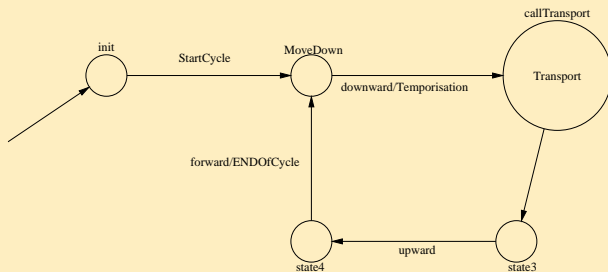 callTransport
init
MoveDown
StartCycle
Transport
downward/Temporisation
forward/ENDOfCycle
upward
state4
state3